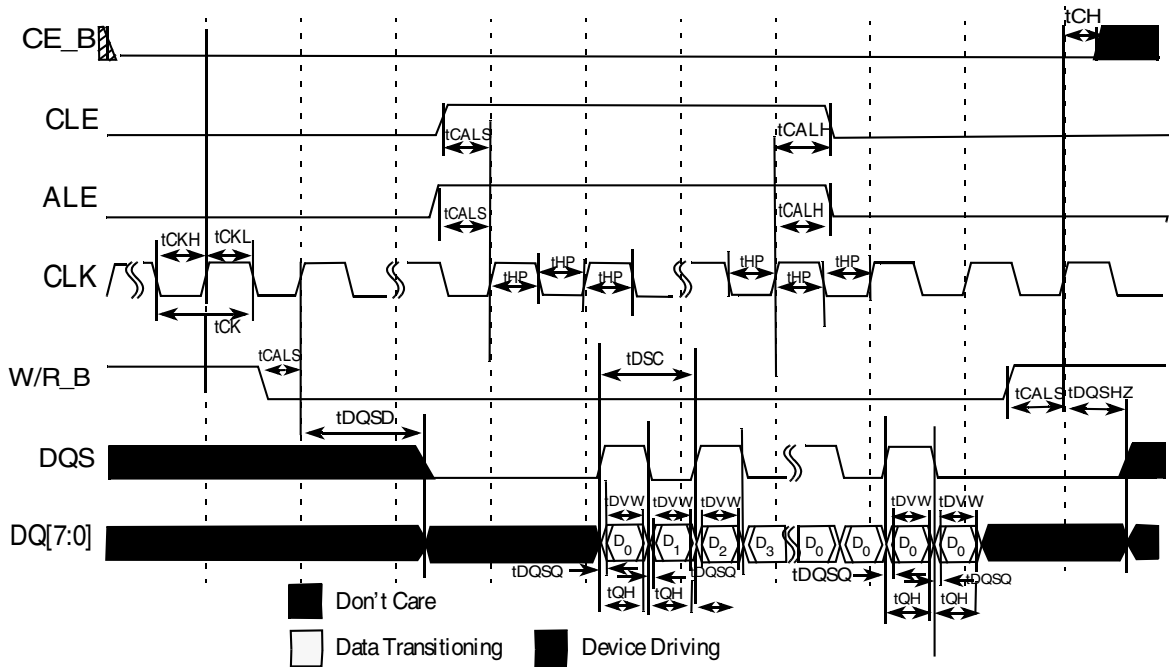 tCH
CE_B
CLE
tCALS
tCALH
ALE
tCALS
tCALH
tCKH
tCKL
CLK
tHP
tHP
tHP
tHP
tHP
tHP
tCK
tCALS
tDSC
W/R_B
tCALS
tDQSHZ
tDQSD
DQS
tDVW
tDVW
tDVW
tDVW
tDVW
DQ[7:0]
D0
D1
D2
D3
D0
D0
D0
D0
tDQSQ
tDQSQ
tDQSQ
tDQSQ
tQH
tQH
tQH
tQH
Don't Care
Data Transitioning
Device Driving